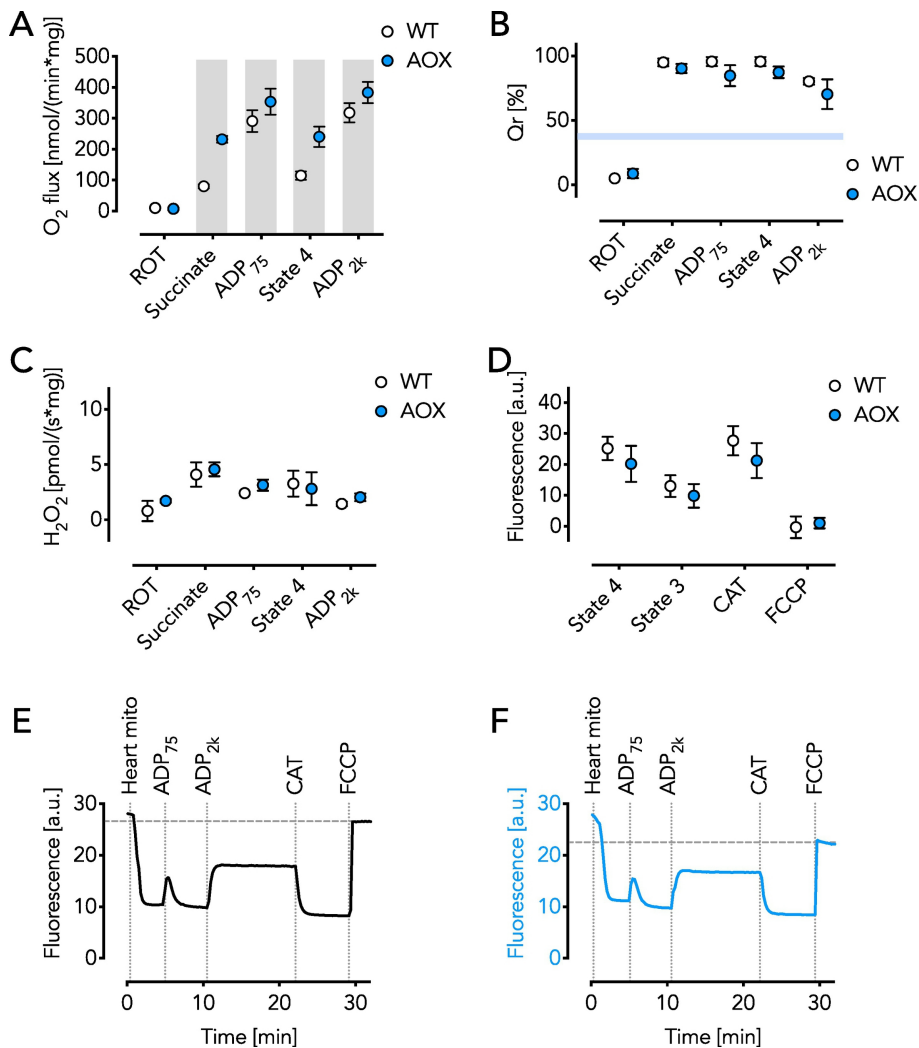 A
WT
AOX
O₂ flux [nmol/(min*mg)]
500
400
300
200
100
0
ROT
Succinate
ADP₇₅
State 4
ADP₂ₖ
B
Qr [%]
100
50
0
WT
AOX
ROT
Succinate
ADP₇₅
State 4
ADP₂ₖ
C
WT
AOX
H₂O₂ [pmol/(s*mg)]
10
5
0
ROT
Succinate
ADP₇₅
State 4
ADP₂ₖ
D
WT
AOX
Fluorescence [a.u.]
40
30
20
10
0
State 4
State 3
CAT
FCCP
E
Heart mito
ADP₇₅
ADP₂ₖ
CAT
FCCP
Fluorescence [a.u.]
30
20
10
0
0 10 20 30
Time [min]
F
Heart mito
ADP₇₅
ADP₂ₖ
CAT
FCCP
Fluorescence [a.u.]
30
20
10
0
0 10 20 30
Time [min]